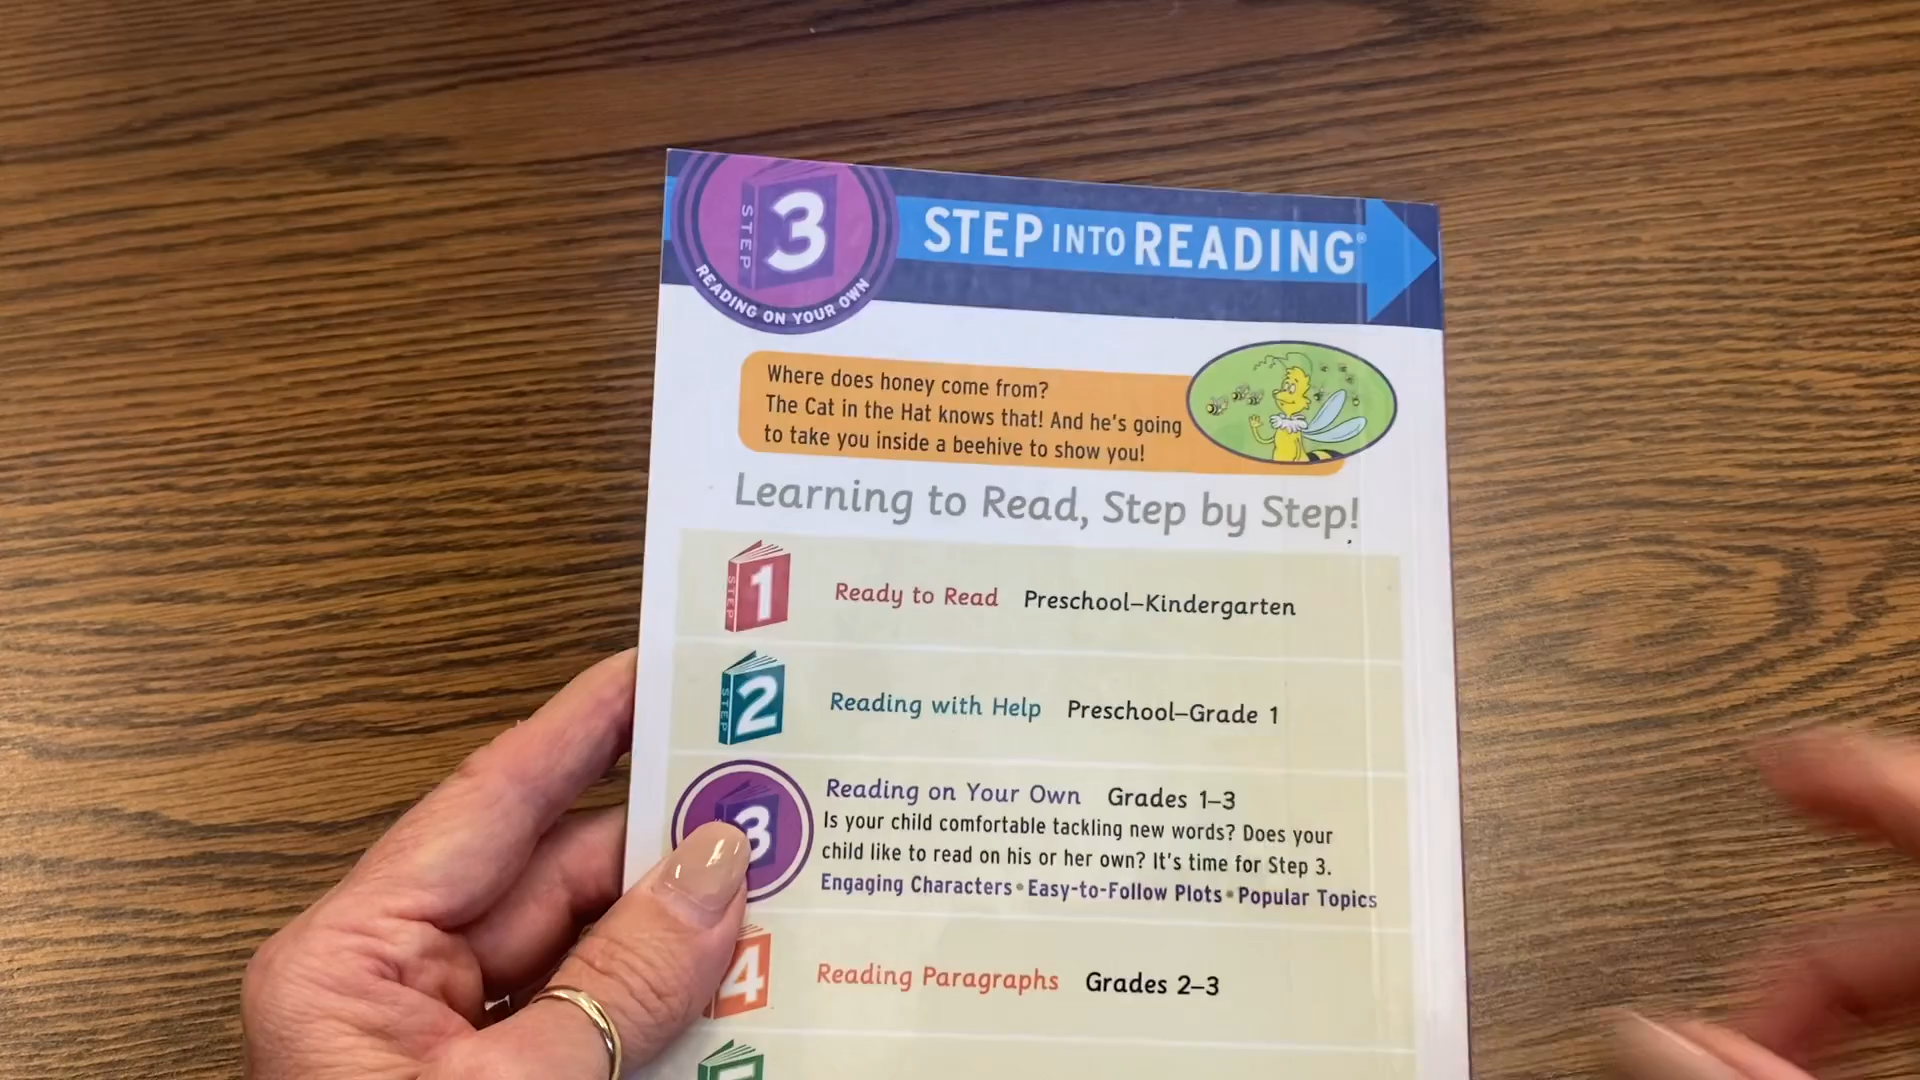 STEP 3
READING ON YOUR OWN
STEP INTO READING®
Where does honey come from?
The Cat in the Hat knows that! And he's going
to take you inside a beehive to show you!
Learning to Read, Step by Step!
STEP 1
Ready to Read Preschool–Kindergarten
STEP 2
Reading with Help Preschool–Grade 1
3
Reading on Your Own Grades 1–3
Is your child comfortable tackling new words? Does your
child like to read on his or her own? It's time for Step 3.
Engaging Characters • Easy-to-Follow Plots • Popular Topics
4
Reading Paragraphs Grades 2–3